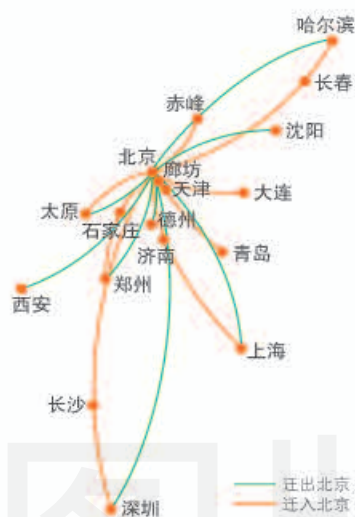 哈尔滨
长春
赤峰
沈阳
北京
廊坊
天津
大连
太原
石家庄
德州
济南
青岛
西安
郑州
上海
长沙
深圳
迁出北京
迁入北京